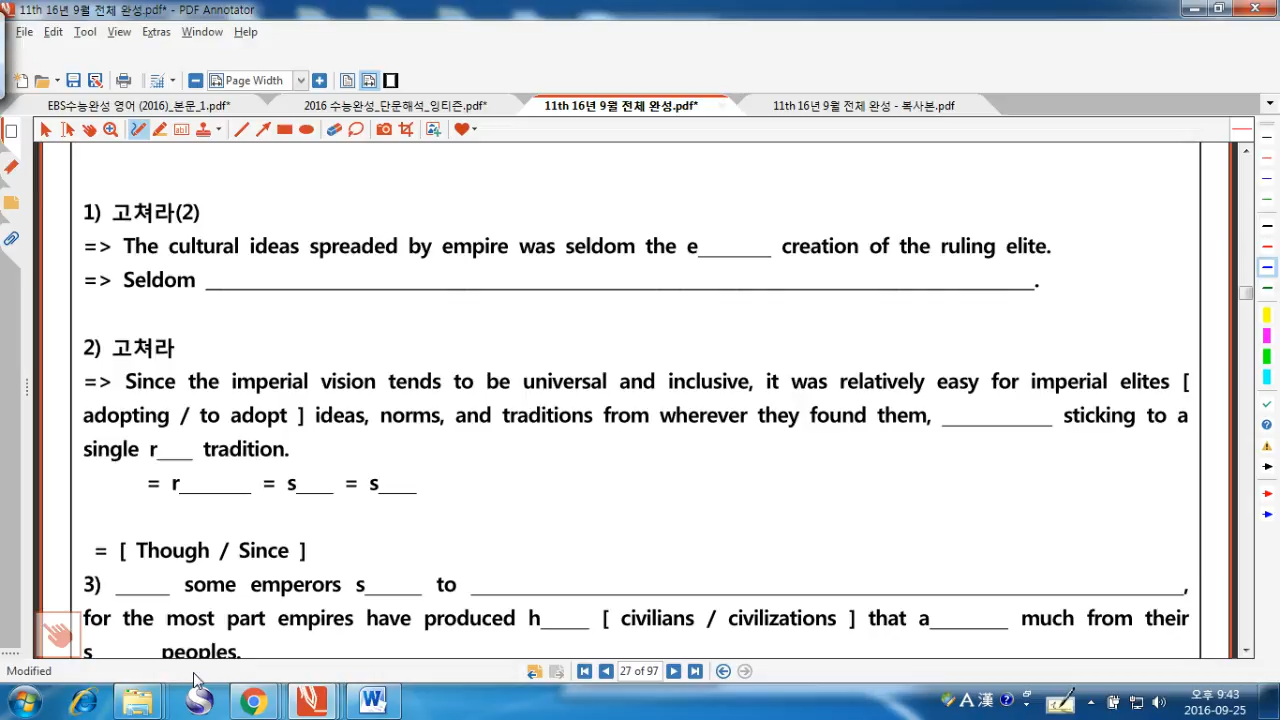 11th 16년 9월 전체 완성.pdf* - PDF Annotator
File Edit Tool View Extras Window Help
Page Width
EBS수능완성 영어 (2016)_본문_1.pdf*
2016 수능완성_단문해석_잉티즌.pdf*
11th 16년 9월 전체 완성.pdf*
11th 16년 9월 전체 완성 - 복사본.pdf
1) 고쳐라(2)
=> The cultural ideas spreaded by empire was seldom the e_______ creation of the ruling elite.
=> Seldom ________________________________________________________________________________.
2) 고쳐라
=> Since the imperial vision tends to be universal and inclusive, it was relatively easy for imperial elites [
adopting / to adopt ] ideas, norms, and traditions from wherever they found them, __________ sticking to a
single r___ tradition.
= r_______ = s___ = s___
= [ Though / Since ]
3) _____ some emperors s_____ to _____________________________________________________________________,
for the most part empires have produced h____ [ civilians / civilizations ] that a_______ much from their
s______ peoples.
Modified
27 of 97
A 漢
오후 9:43
2016-09-25